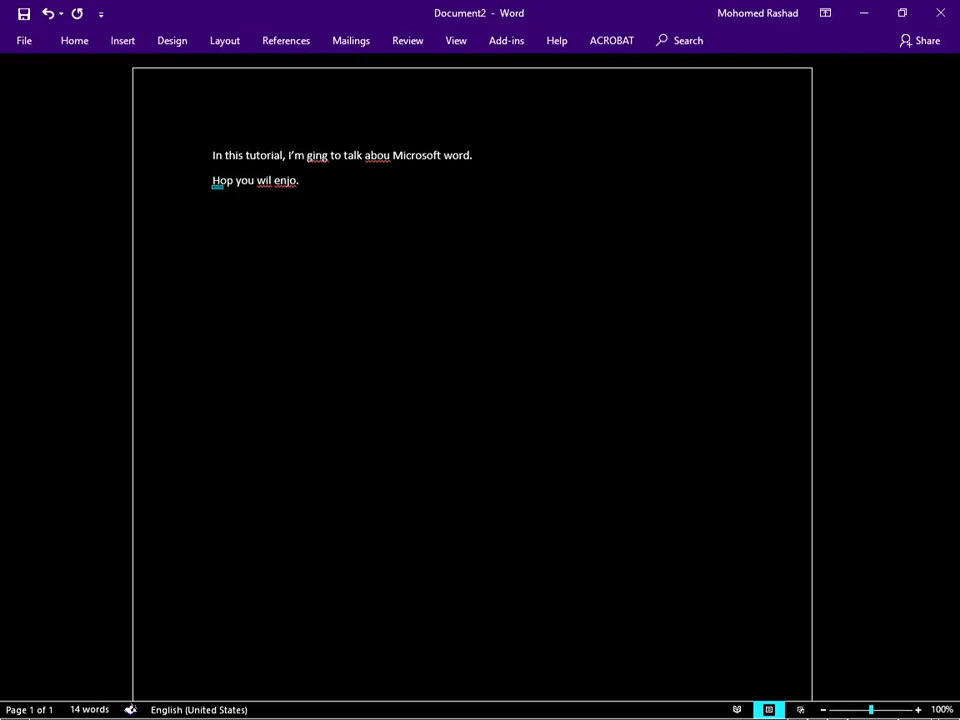 Document2 - Word Mohomed Rashad
File Home Insert Design Layout References Mailings Review View Add-ins Help ACROBAT Search Share
In this tutorial, I'm ging to talk abou Microsoft word.
Hop you wil enjo.
Page 1 of 1 14 words English (United States) 100%